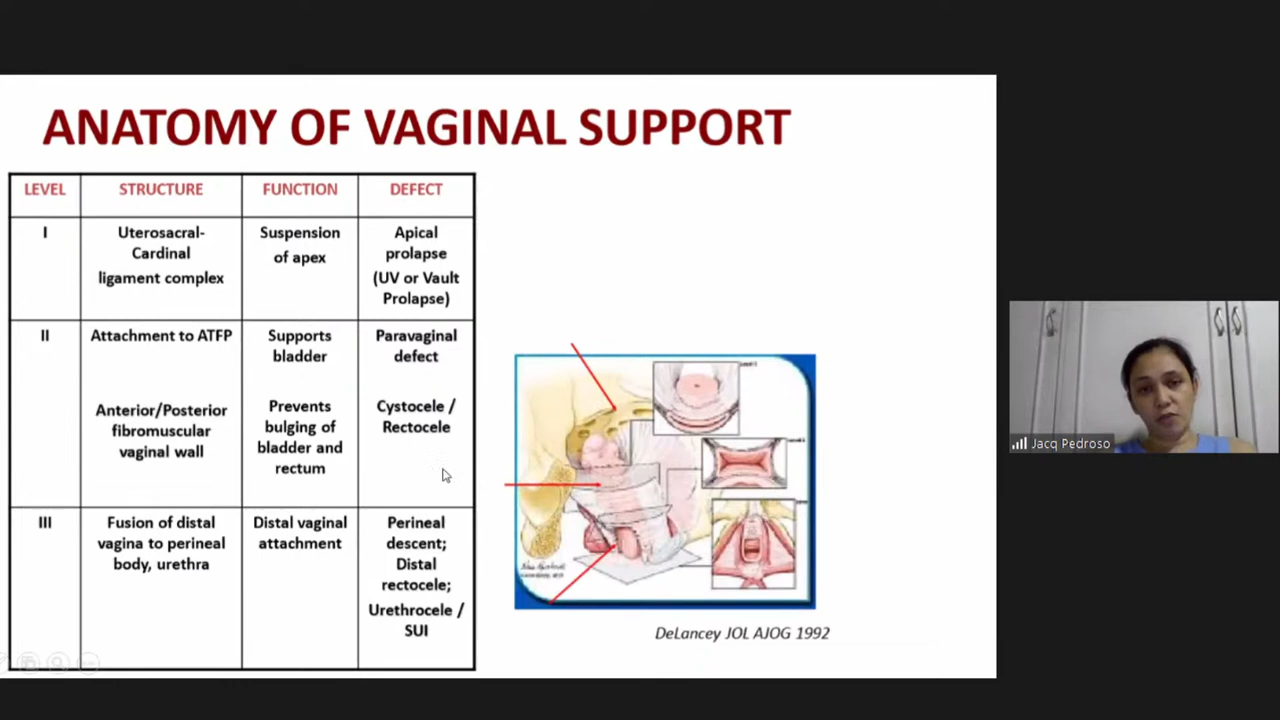 ANATOMY OF VAGINAL SUPPORT
LEVEL STRUCTURE FUNCTION DEFECT
I
Uterosacral-
Cardinal
ligament complex
Suspension
of apex
Apical
prolapse
(UV or Vault
Prolapse)
II
Attachment to ATFP
Supports
bladder
Paravaginal
defect
Anterior/Posterior
fibromuscular
vaginal wall
Prevents
bulging of
bladder and
rectum
Cystocele /
Rectocele
III
Fusion of distal
vagina to perineal
body, urethra
Distal vaginal
attachment
Perineal
descent;
Distal
rectocele;
Urethrocele /
SUI
DeLancey JOL AJOG 1992
Jacq Pedroso